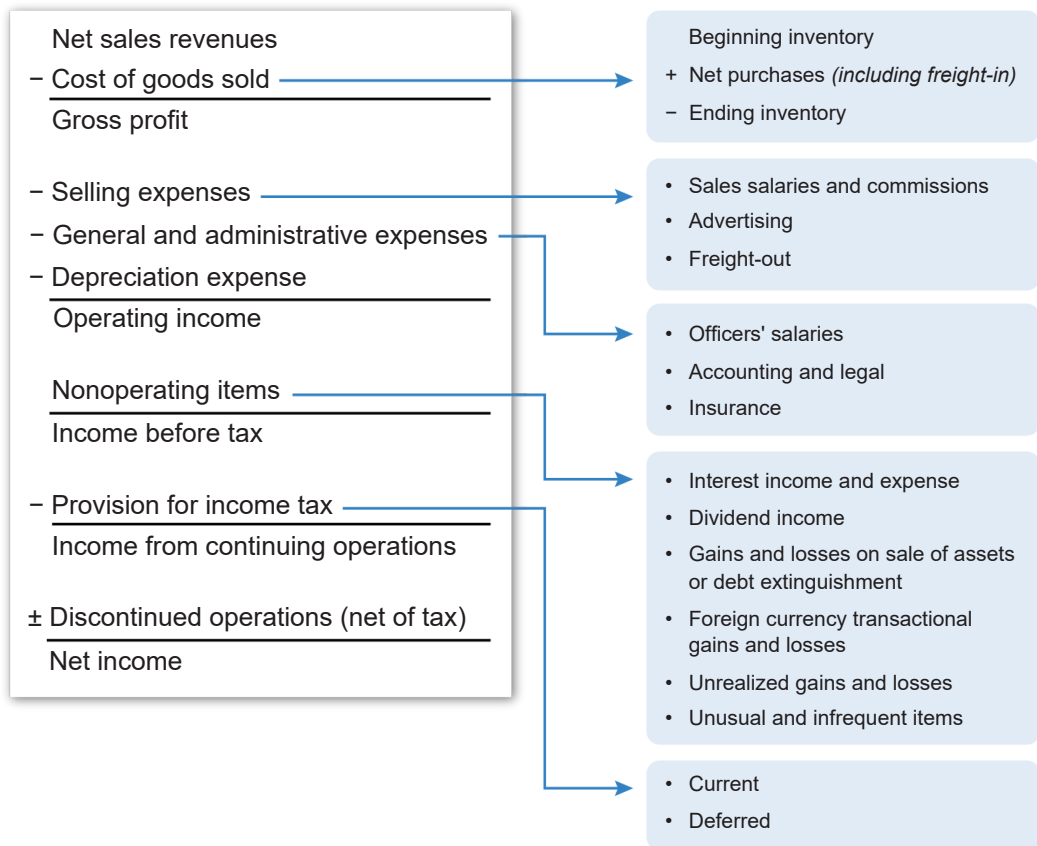 Net sales revenues
− Cost of goods sold
Gross profit
− Selling expenses
− General and administrative expenses
− Depreciation expense
Operating income
Nonoperating items
Income before tax
− Provision for income tax
Income from continuing operations
± Discontinued operations (net of tax)
Net income
Beginning inventory
+ Net purchases (including freight-in)
− Ending inventory
• Sales salaries and commissions
• Advertising
• Freight-out
• Officers' salaries
• Accounting and legal
• Insurance
• Interest income and expense
• Dividend income
• Gains and losses on sale of assets
or debt extinguishment
• Foreign currency transactional
gains and losses
• Unrealized gains and losses
• Unusual and infrequent items
• Current
• Deferred